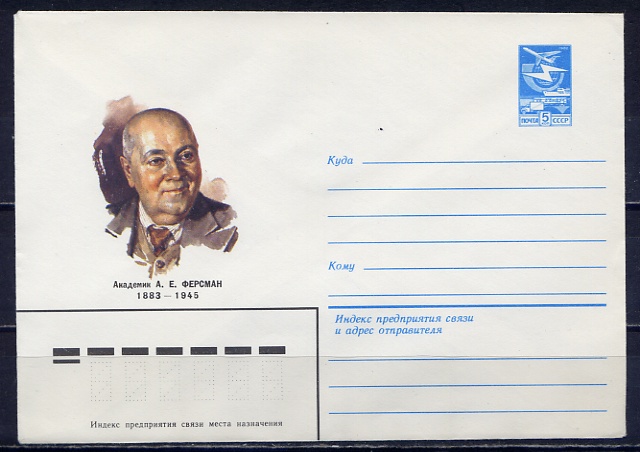 ПОЧТА 5 СССР
Куда
Академик А. Е. ФЕРСМАН
1883 — 1945
Кому
Индекс предприятия связи
и адрес отправителя
Индекс предприятия связи места назначения